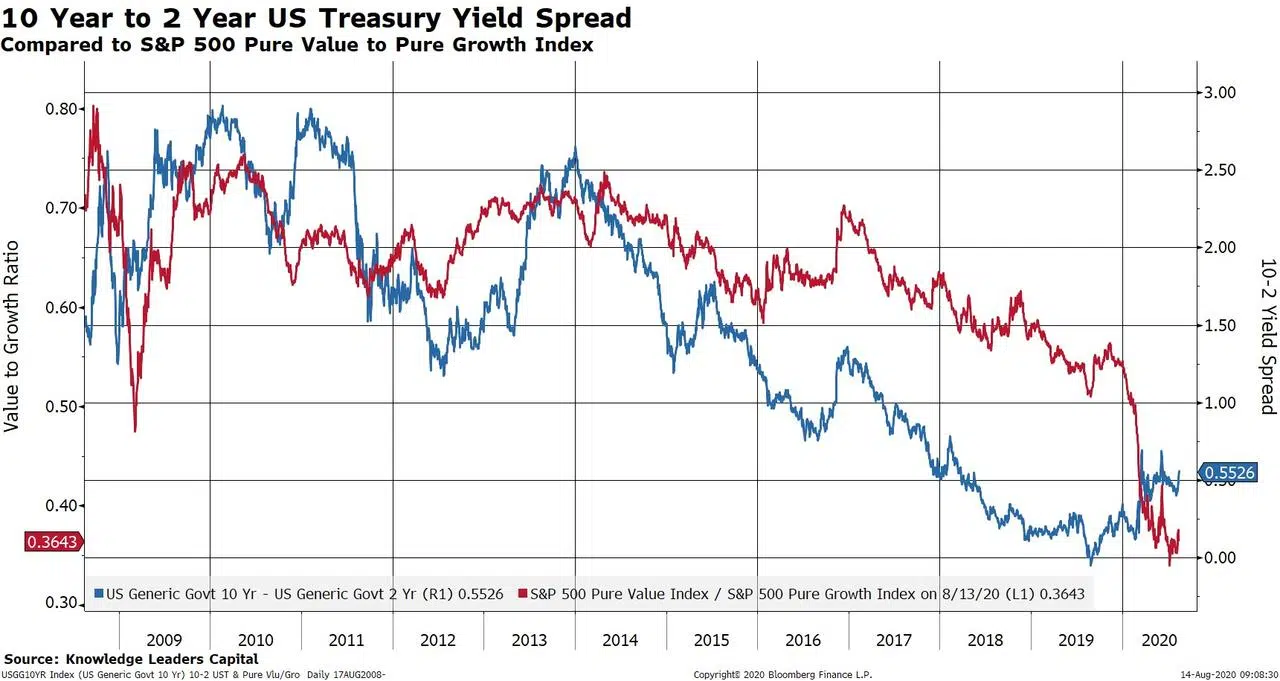 10 Year to 2 Year US Treasury Yield Spread
Compared to S&P 500 Pure Value to Pure Growth Index
0.80
0.70
0.60
0.50
0.40
0.3643
0.30
Value to Growth Ratio
3.00
2.50
2.00
1.50
1.00
0.5526
0.50
0.00
10-2 Yield Spread
US Generic Govt 10 Yr - US Generic Govt 2 Yr (R1) 0.5526 S&P 500 Pure Value Index / S&P 500 Pure Growth Index on 8/13/20 (L1) 0.3643
2009 2010 2011 2012 2013 2014 2015 2016 2017 2018 2019 2020
Source: Knowledge Leaders Capital
USGG10YR Index (US Generic Govt 10 Yr) 10-2 UST & Pure Vlu/Gro Daily 17AUG2008- Copyright© 2020 Bloomberg Finance L.P. 14-Aug-2020 09:08:30